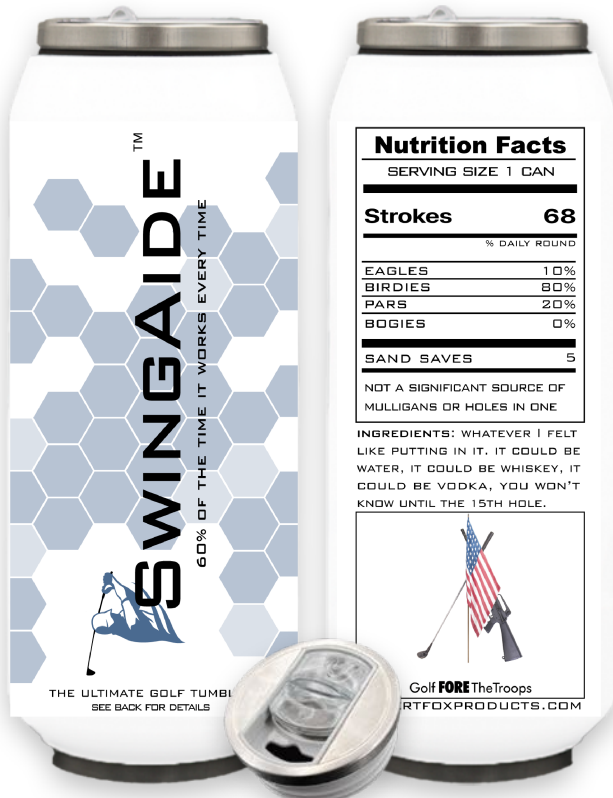 SWINGAIDE™
60% OF THE TIME IT WORKS EVERY TIME
THE ULTIMATE GOLF
SEE BACK FOR DETAILS
Nutrition Facts
SERVING SIZE 1 CAN
Strokes 68
% DAILY ROUND
EAGLES 10%
BIRDIES 80%
PARS 20%
BOGIES 0%
SAND SAVES 5
NOT A SIGNIFICANT SOURCE OF
MULLIGANS OR HOLES IN ONE
INGREDIENTS: WHATEVER I FELT
LIKE PUTTING IN IT. IT COULD BE
WATER, IT COULD BE WHISKEY, IT
COULD BE VODKA, YOU WON'T
KNOW UNTIL THE 15TH HOLE.
Golf FORE TheTroops
RTFOXPRODUCTS.COM